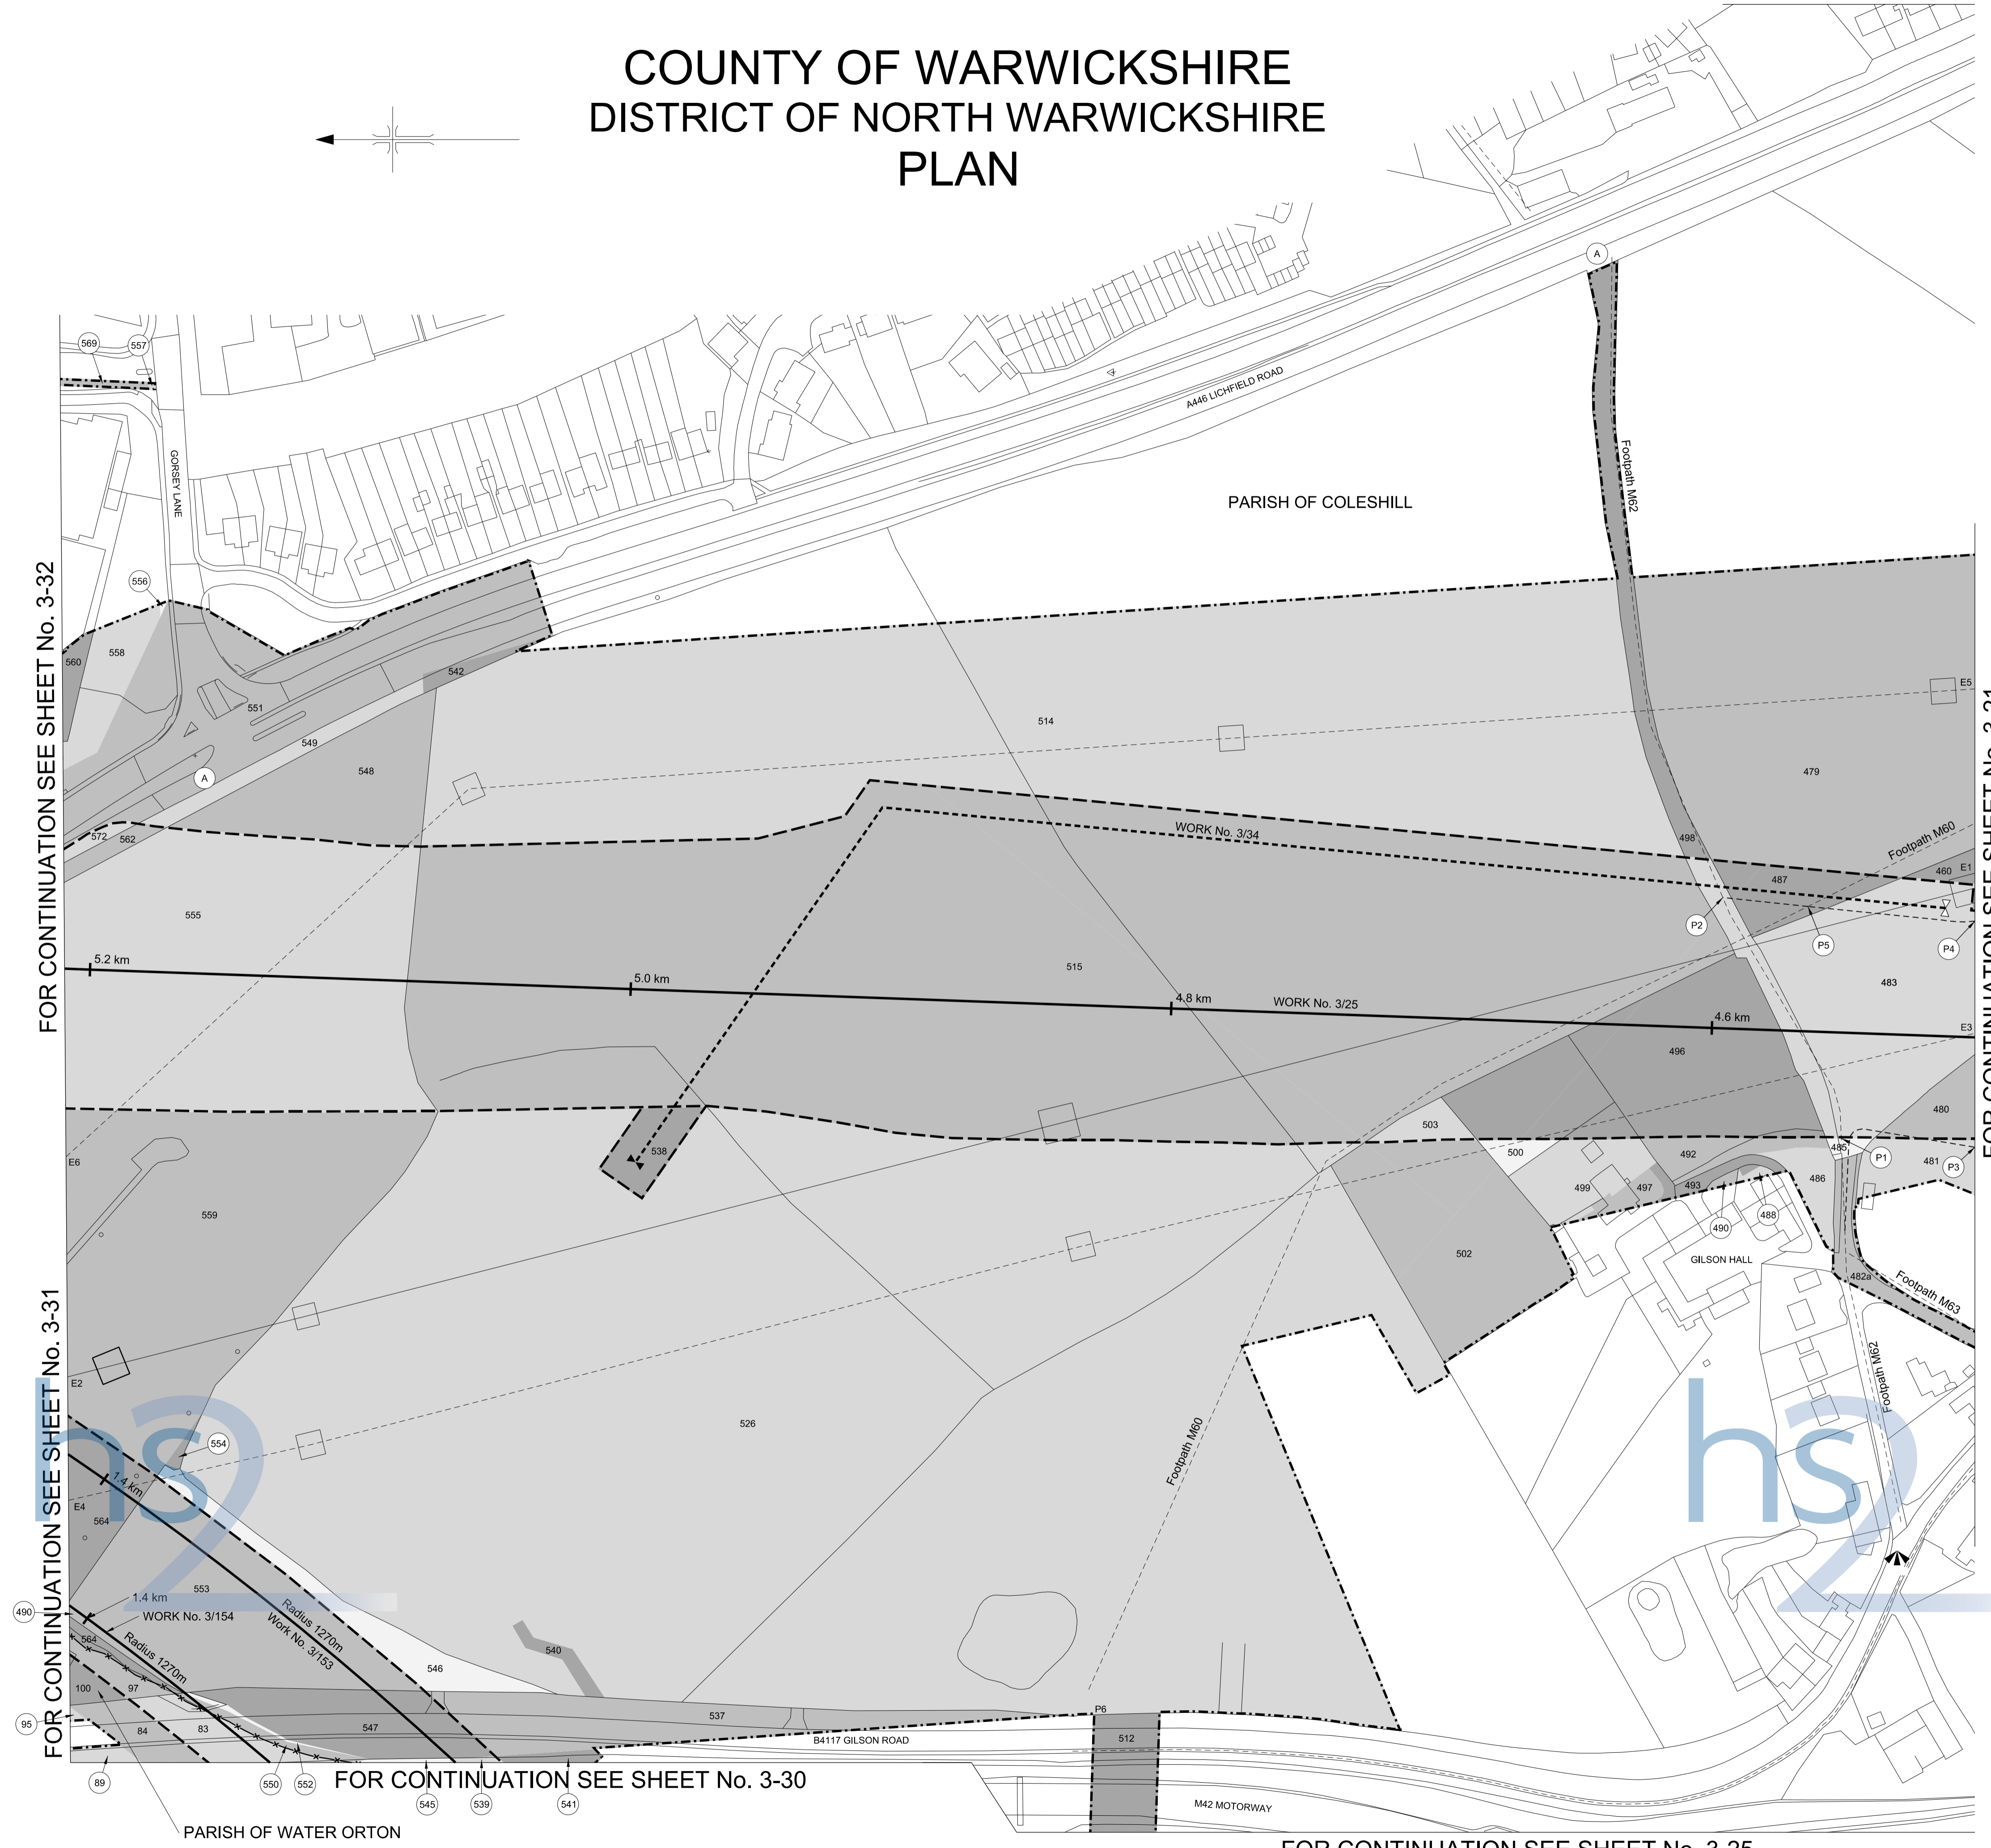 COUNTY OF WARWICKSHIRE
DISTRICT OF NORTH WARWICKSHIRE
PLAN
A
569
557
A446 LICHFIELD ROAD
GORSEY LANE
Footpath M62
PARISH OF COLESHILL
FOR CONTINUATION SEE SHEET No. 3-32
556
558
560
542
551
549
548
A
514
E5
479
572
562
WORK No. 3/34
498
Footpath M60
460
E1
487
555
P2
P5
P4
5.2 km
5.0 km
515
4.8 km
WORK No. 3/25
4.6 km
483
E3
496
480
503
500
485
E6
538
492
P1
481
P3
486
499
497
493
490
488
559
502
GILSON HALL
482a
Footpath M63
E2
Footpath M62
FOR CONTINUATION SEE SHEET No. 3-31
hs2
hs2
526
Footpath M60
554
1.4 km
E4
564
553
490
1.4 km
WORK No. 3/154
Radius 1270m
Work No. 3/153
564
Radius 1270m
540
546
100
97
95
84
83
547
537
P6
512
B4117 GILSON ROAD
89
550
552
FOR CONTINUATION SEE SHEET No. 3-30
545
539
541
M42 MOTORWAY
PARISH OF WATER ORTON
FOR CONTINUATION SEE SHEET No. 3-25